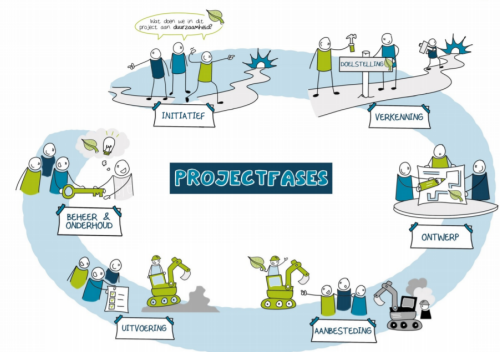 Wat doen we in dit
project aan duurzaamheid?
INITIATIEF
DOELSTELLING
VERKENNING
PROJECTFASES
BEHEER &
ONDERHOUD
ONTWERP
UITVOERING
AANBESTEDING